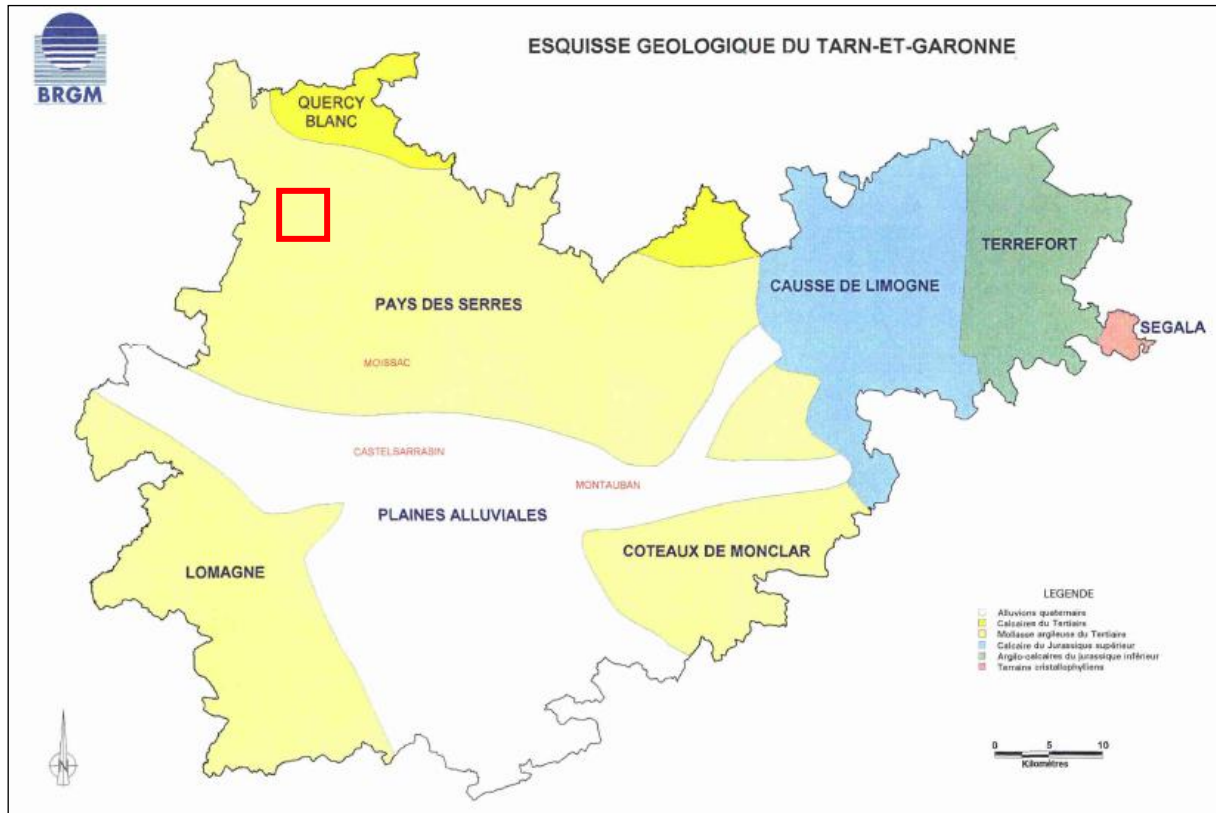 BRGM
ESQUISSE GEOLOGIQUE DU TARN-ET-GARONNE
QUERCY
BLANC
TERREFORT
CAUSSE DE LIMOGNE
PAYS DES SERRES
SEGALA
MOISSAC
CASTELSARRASIN
MONTAUBAN
PLAINES ALLUVIALES
COTEAUX DE MONCLAR
LOMAGNE
LEGENDE
Alluvions quaternaire
Calcaires du Tertiaire
Mollasse argileuse du Tertiaire
Calcaire du Jurassique supérieur
Argilo-calcaires du jurassique inférieur
Terrains cristallophylliens
0 5 10
Kilomètres
N